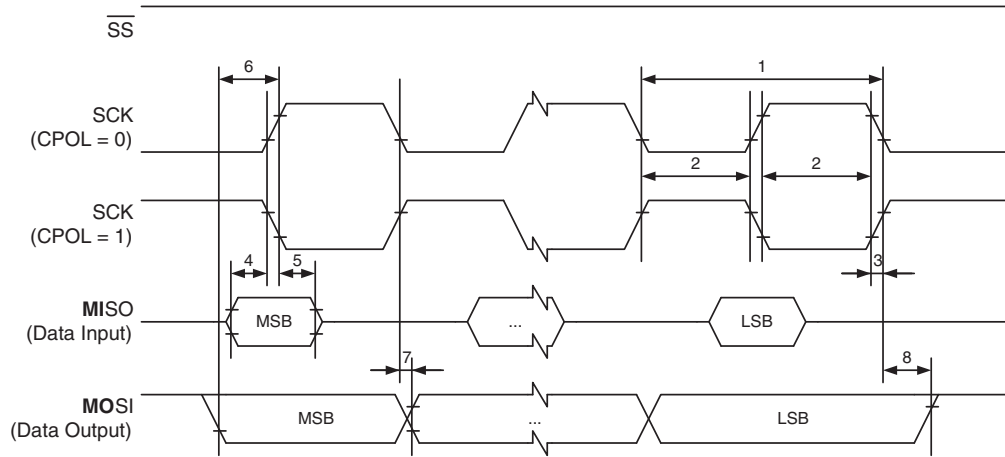 SS
6
1
SCK
(CPOL = 0)
2
2
SCK
(CPOL = 1)
4
5
3
MISO
(Data Input)
MSB
...
LSB
7
8
MOSI
(Data Output)
MSB
...
LSB